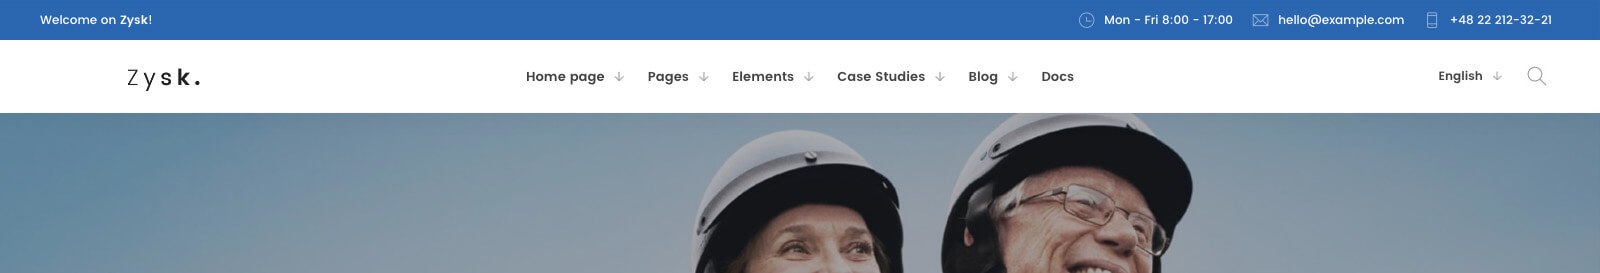 Welcome on Zysk!
Mon - Fri 8:00 - 17:00
hello@example.com
+48 22 212-32-21
Zysk.
Home page
Pages
Elements
Case Studies
Blog
Docs
English